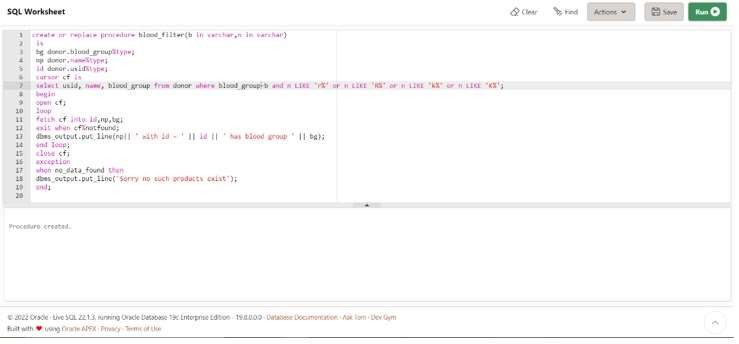 SQL Worksheet
Clear Find Actions Save Run
1 create or replace procedure blood_filter(b in varchar,n in varchar)
2 is
3 bg donor.blood_group%type;
4 np donor.name%type;
5 id donor.usid%type;
6 cursor cf is
7 select usid, name, blood_group from donor where blood_group=b and n LIKE 'r%' or n LIKE 'R%' or n LIKE 'k%' or n LIKE 'K%';
8 begin
9 open cf;
10 loop
11 fetch cf into id,np,bg;
12 exit when cf%notfound;
13 dbms_output.put_line(np|| ' with id = ' || id || ' has blood group ' || bg);
14 end loop;
15 close cf;
16 exception
17 when no_data_found then
18 dbms_output.put_line('Sorry no such products exist');
19 end;
20
Procedure created.
© 2022 Oracle · Live SQL 22.1.3, running Oracle Database 19c Enterprise Edition - 19.8.0.0.0 · Database Documentation · Ask Tom · Dev Gym
Built with ♥ using Oracle APEX · Privacy · Terms of Use